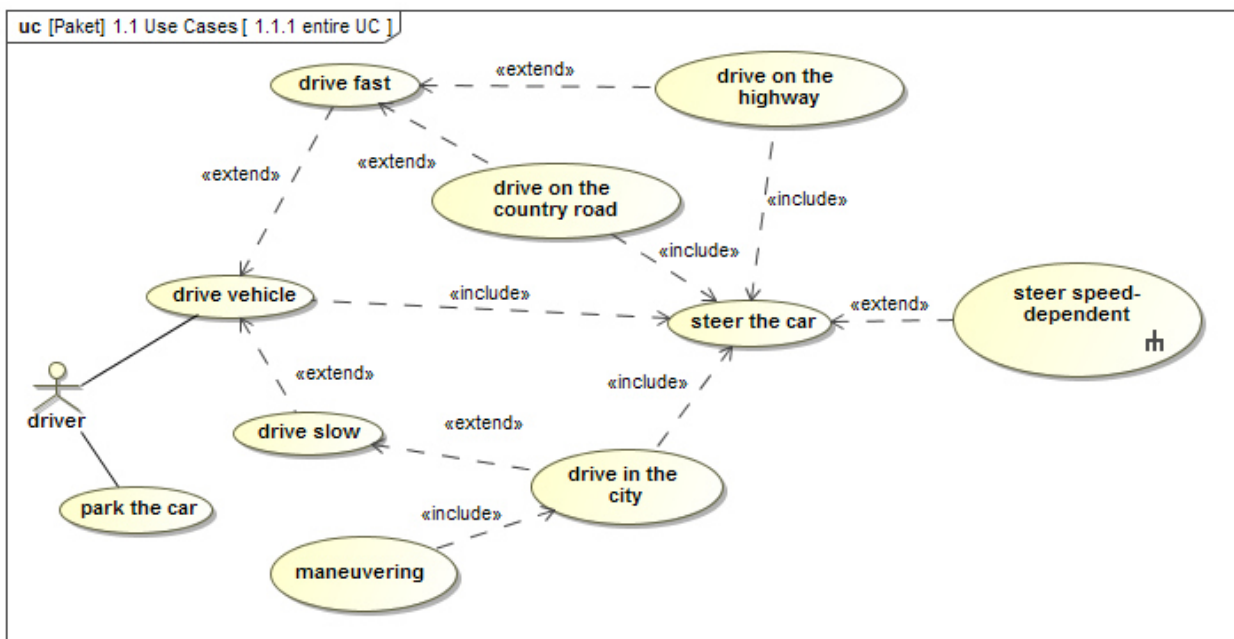 uc [Paket] 1.1 Use Cases [ 1.1.1 entire UC ]
drive fast
«extend»
drive on the
highway
«extend»
«extend»
drive on the
country road
«include»
«include»
drive vehicle
«include»
steer the car
«extend»
steer speed-
dependent
«extend»
«include»
driver
drive slow
«extend»
drive in the
city
park the car
«include»
maneuvering